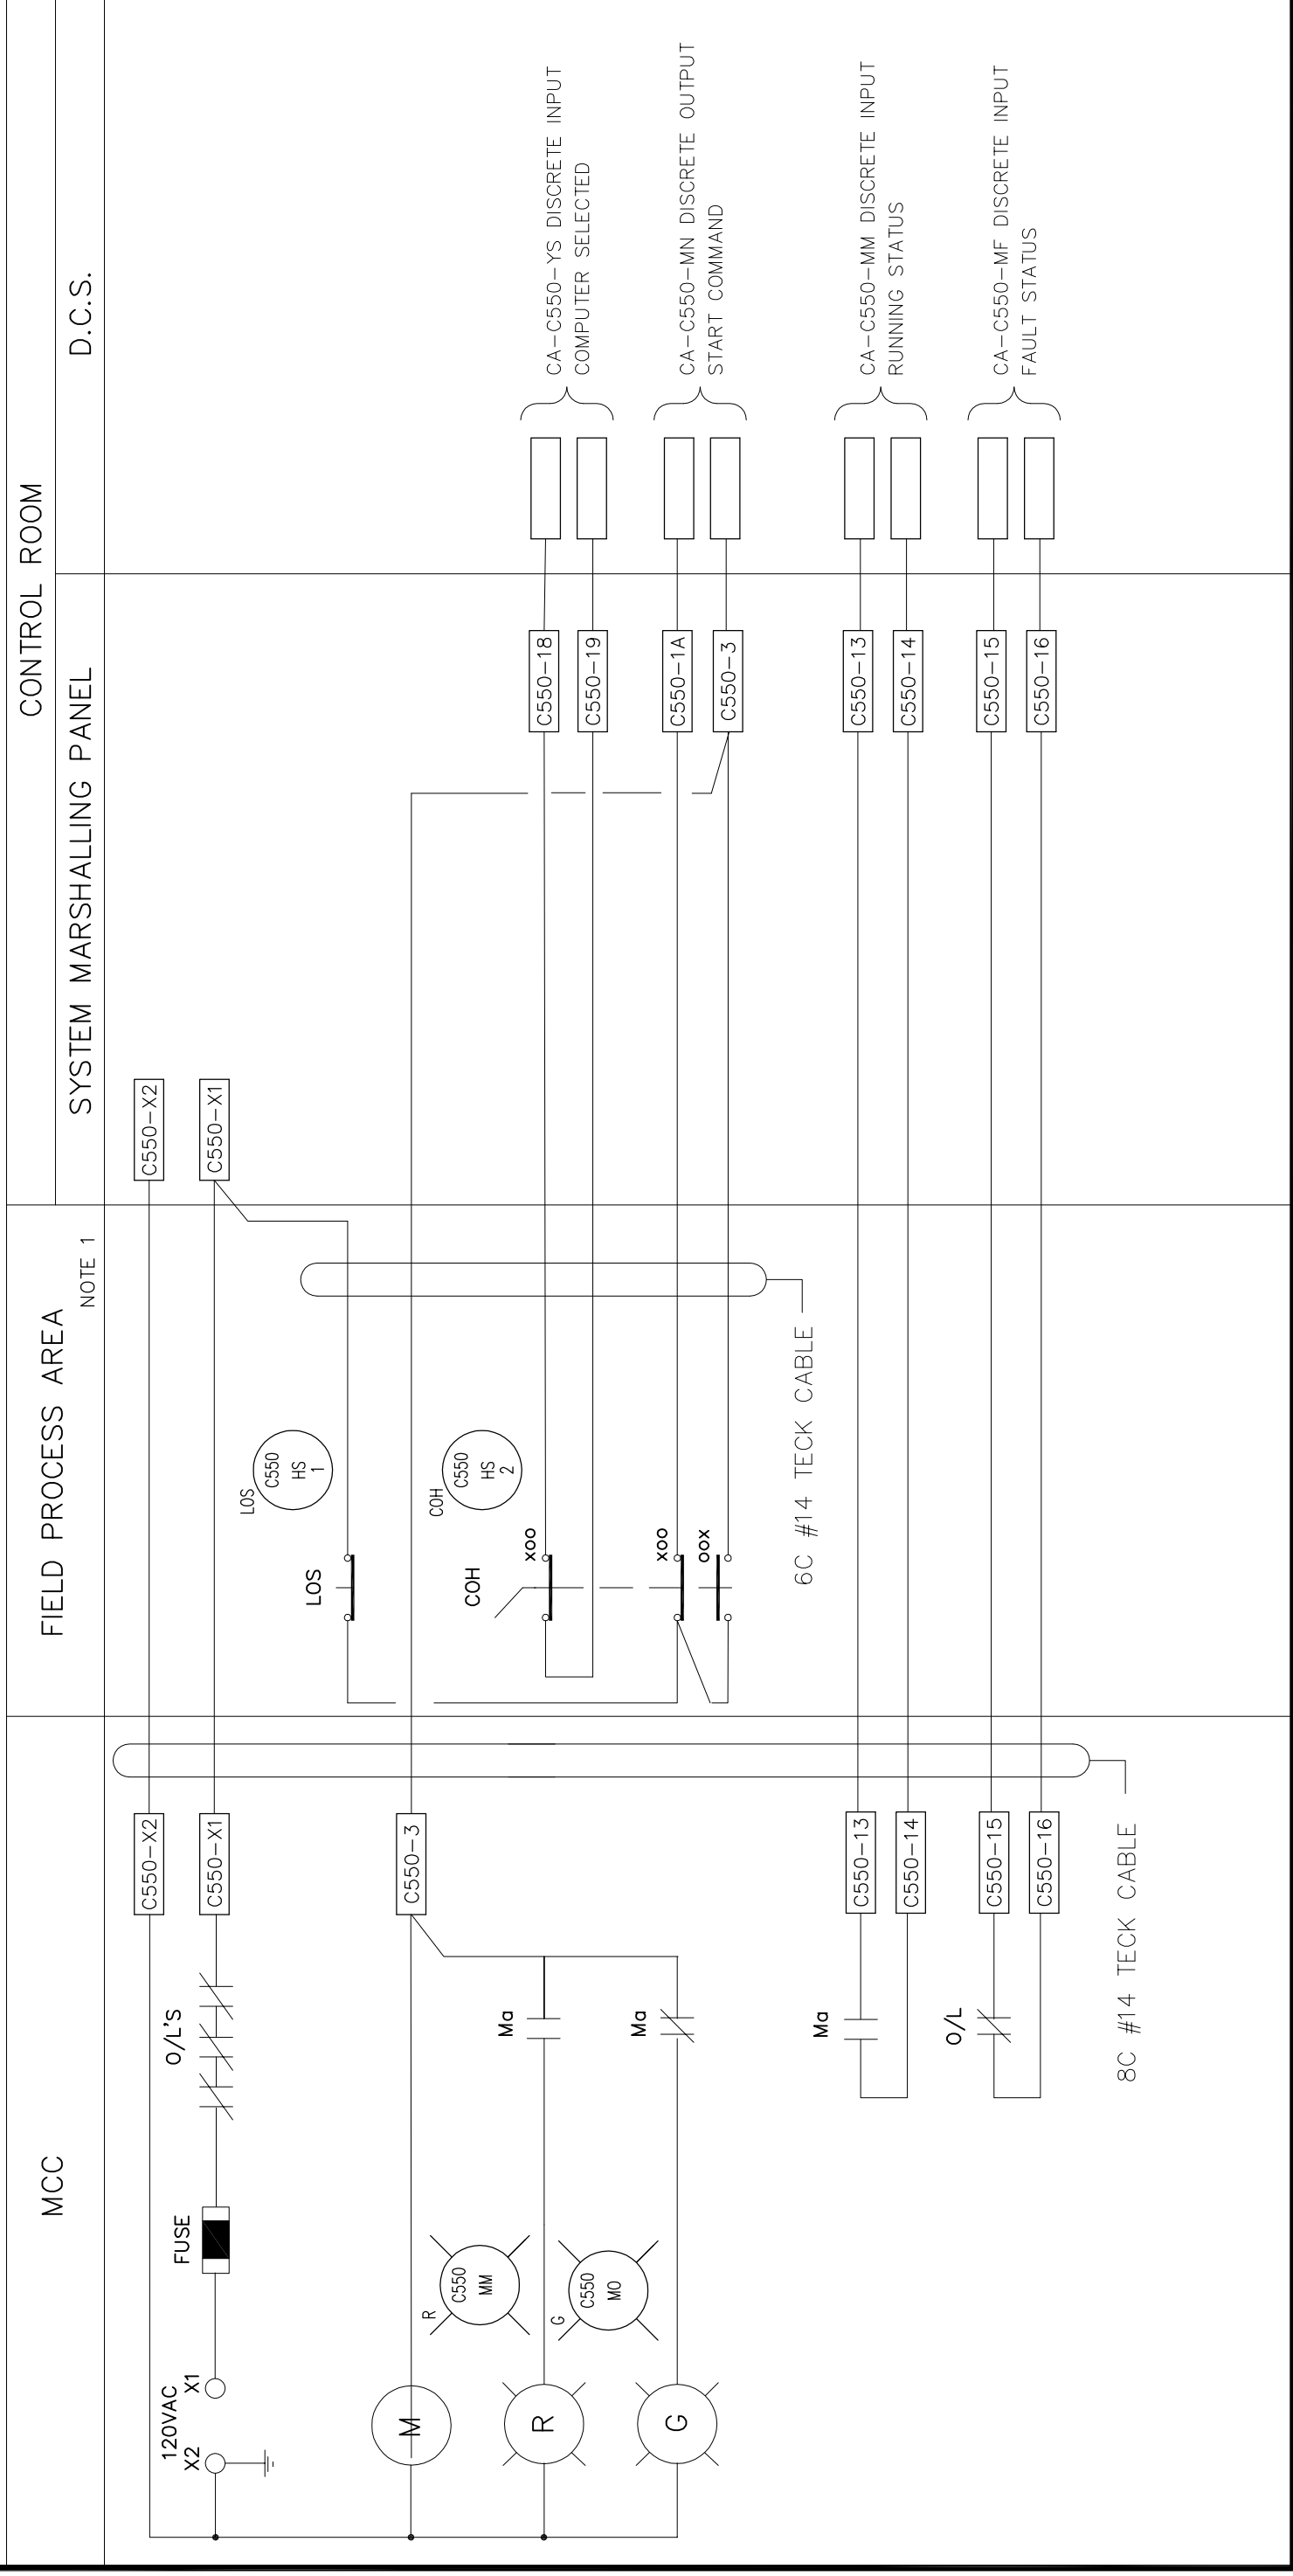 MCC
FIELD PROCESS AREA
NOTE 1
CONTROL ROOM
SYSTEM MARSHALLING PANEL
D.C.S.
120VAC
X2
X1
FUSE
O/L'S
C550-X2
C550-X1
C550-X2
C550-X1
LOS
LOS
C550
HS
1
M
C550-3
R
C550
MM
COH
COH
C550
HS
2
R
Ma
xoo
C550-18
C550-19
CA-C550-YS DISCRETE INPUT
COMPUTER SELECTED
G
C550
MO
G
Ma
xoo
oox
C550-1A
C550-3
CA-C550-MN DISCRETE OUTPUT
START COMMAND
6C #14 TECK CABLE
Ma
C550-13
C550-14
C550-13
C550-14
CA-C550-MM DISCRETE INPUT
RUNNING STATUS
O/L
C550-15
C550-16
C550-15
C550-16
CA-C550-MF DISCRETE INPUT
FAULT STATUS
8C #14 TECK CABLE